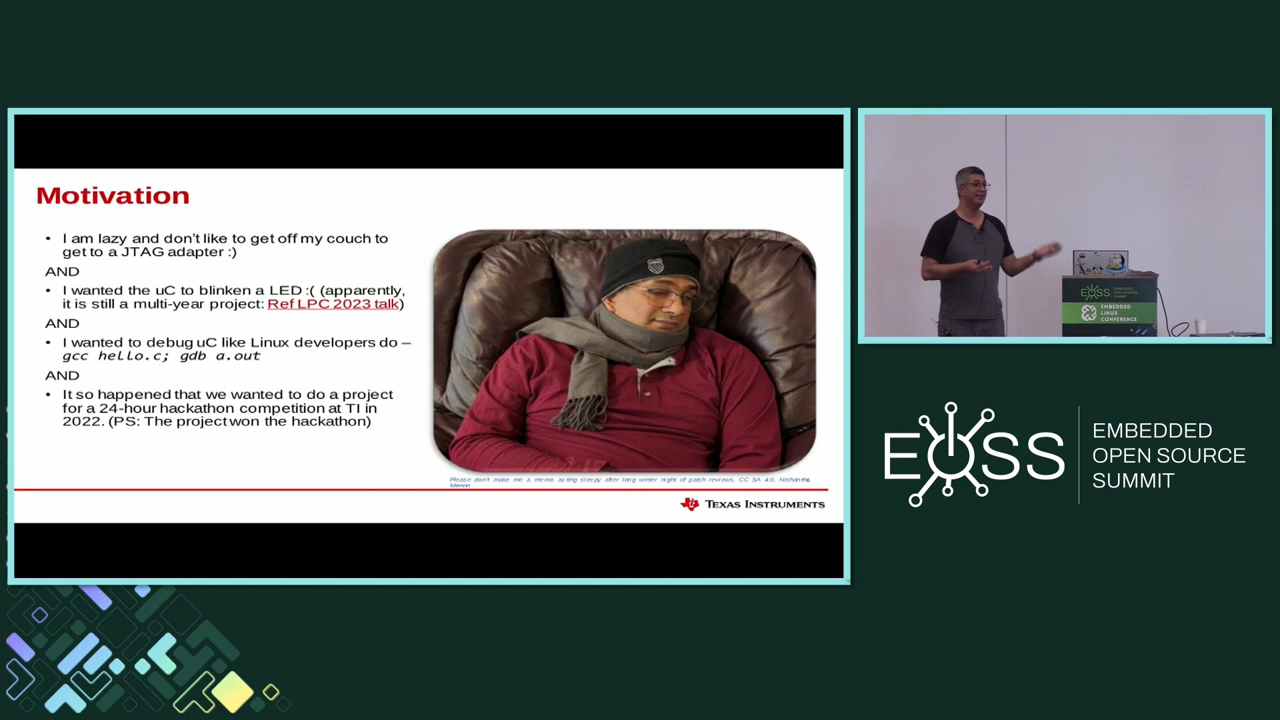 Motivation
• I am lazy and don't like to get off my couch to
get to a JTAG adapter :)
AND
• I wanted the uC to blinken a LED :( (apparently,
it is still a multi-year project: Ref LPC 2023 talk)
AND
• I wanted to debug uC like Linux developers do –
gcc hello.c; gdb a.out
AND
• It so happened that we wanted to do a project
for a 24-hour hackathon competition at TI in
2022. (PS: The project won the hackathon)
Please don't make me a meme, acting sleepy after long winter night of patch reviews, CC SA 4.0, Nishanth
Menon
TEXAS INSTRUMENTS
EOSS
EMBEDDED
LINUX
CONFERENCE
EOSS
EMBEDDED
OPEN SOURCE
SUMMIT